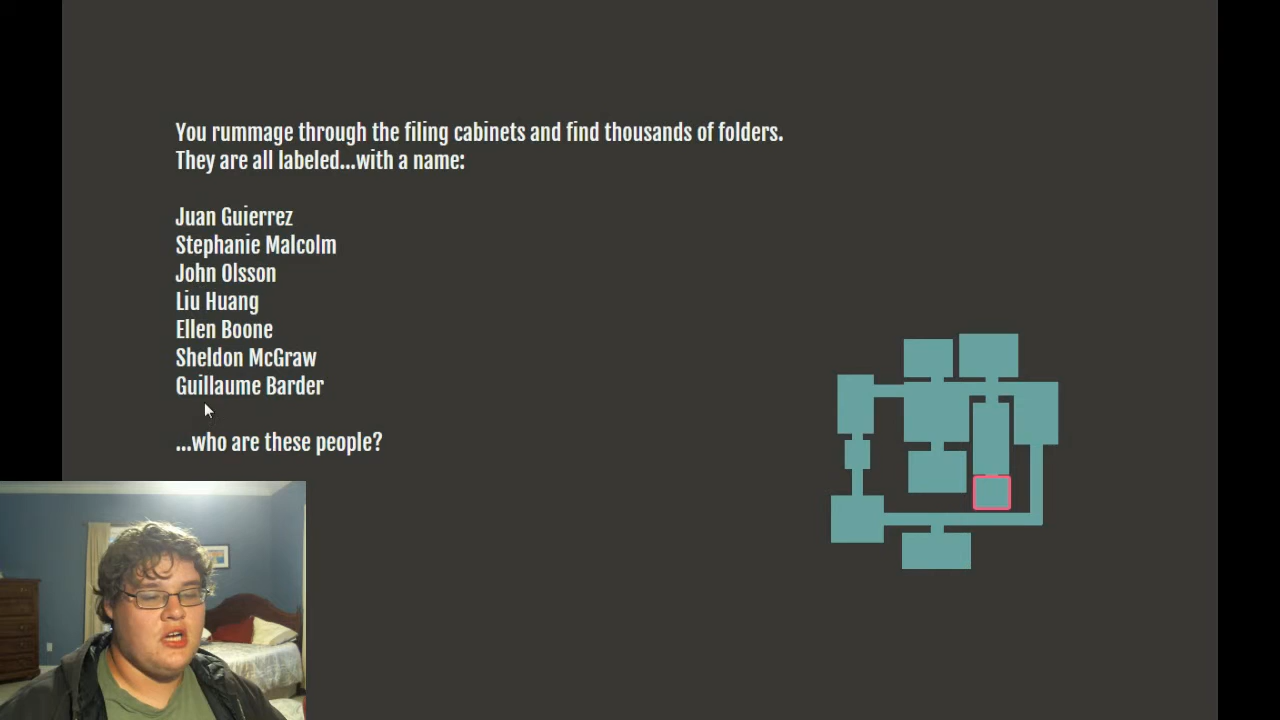 You rummage through the filing cabinets and find thousands of folders.
They are all labeled...with a name:
Juan Guierrez
Stephanie Malcolm
John Olsson
Liu Huang
Ellen Boone
Sheldon McGraw
Guillaume Barder
...who are these people?